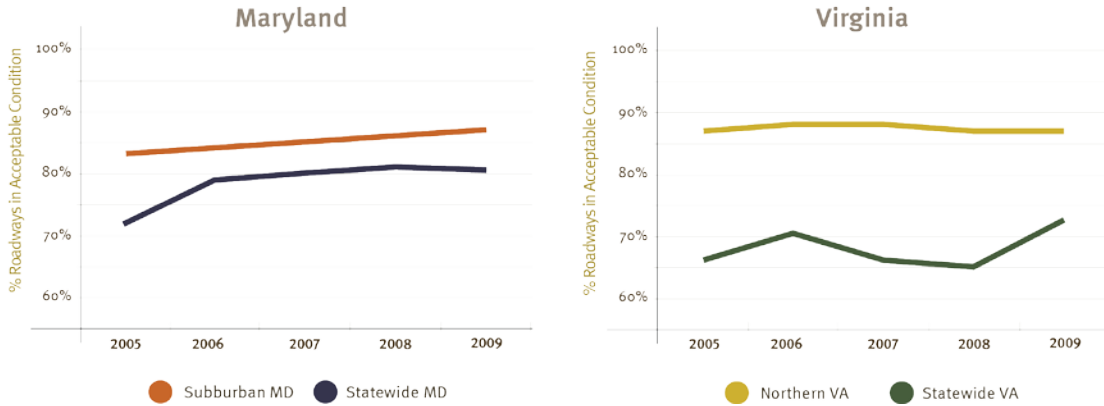 Maryland
% Roadways in Acceptable Condition
100%
90%
80%
70%
60%
2005 2006 2007 2008 2009
Subburban MD Statewide MD
Virginia
% Roadways in Acceptable Condition
100%
90%
80%
70%
60%
2005 2006 2007 2008 2009
Northern VA Statewide VA